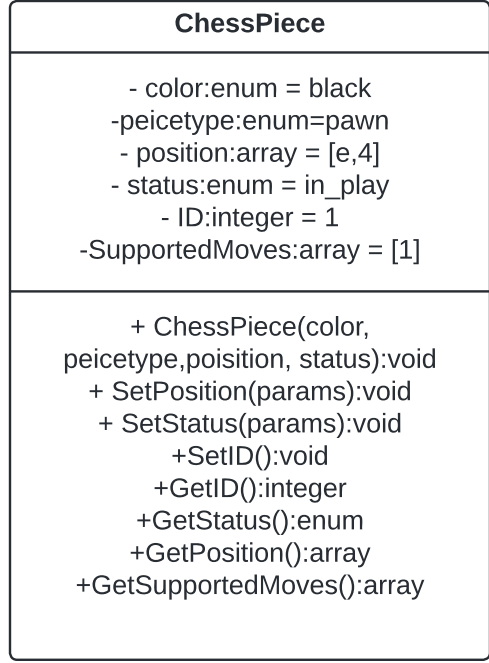 ChessPiece
- color:enum = black
-peicetype:enum=pawn
- position:array = [e,4]
- status:enum = in_play
- ID:integer = 1
-SupportedMoves:array = [1]
+ ChessPiece(color,
peicetype,poisition, status):void
+ SetPosition(params):void
+ SetStatus(params):void
+SetID():void
+GetID():integer
+GetStatus():enum
+GetPosition():array
+GetSupportedMoves():array